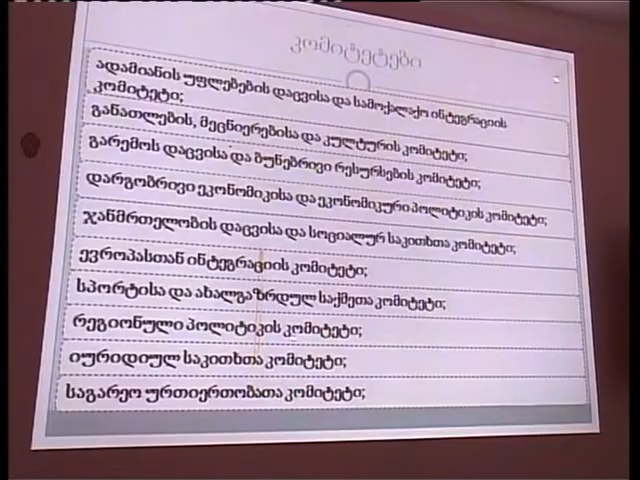 კომიტეტები
ადამიანის უფლებების დაცვისა და სამოქალაქო ინტეგრაციის
კომიტეტი;
განათლების, მეცნიერებისა და კულტურის კომიტეტი;
გარემოს დაცვისა და ბუნებრივი რესურსების კომიტეტი;
დარგობრივი ეკონომიკისა და ეკონომიკური პოლიტიკის კომიტეტი;
ჯანმრთელობის დაცვისა და სოციალურ საკითხთა კომიტეტი;
ევროპასთან ინტეგრაციის კომიტეტი;
სპორტისა და ახალგაზრდულ საქმეთა კომიტეტი;
რეგიონული პოლიტიკის კომიტეტი;
იურიდიულ საკითხთა კომიტეტი;
საგარეო ურთიერთობათა კომიტეტი;